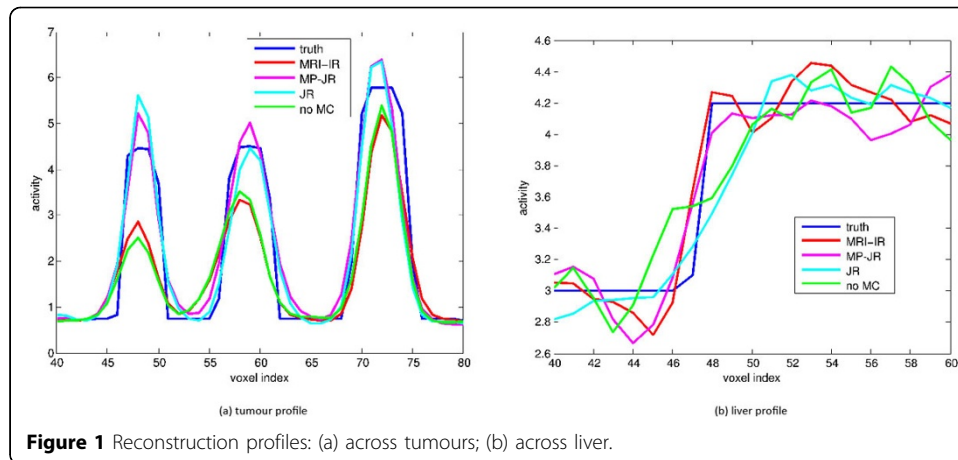 7
6
5
4
3
2
1
0
activity
40 45 50 55 60 65 70 75 80
voxel index
truth
MRI-IR
MP-JR
JR
no MC
(a) tumour profile
4.6
4.4
4.2
4
3.8
3.6
3.4
3.2
3
2.8
2.6
activity
40 42 44 46 48 50 52 54 56 58 60
voxel index
truth
MRI-IR
MP-JR
JR
no MC
(b) liver profile
Figure 1 Reconstruction profiles: (a) across tumours; (b) across liver.